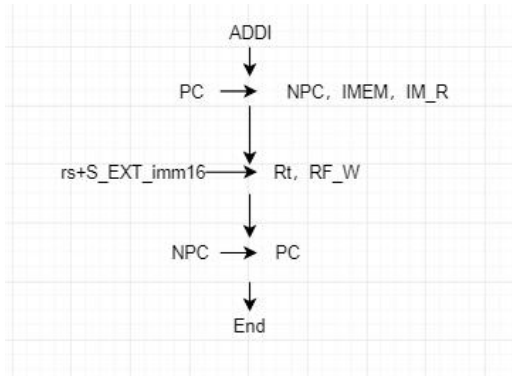 ADDI
PC NPC, IMEM, IM_R
rs+S_EXT_imm16 Rt, RF_W
NPC PC
End